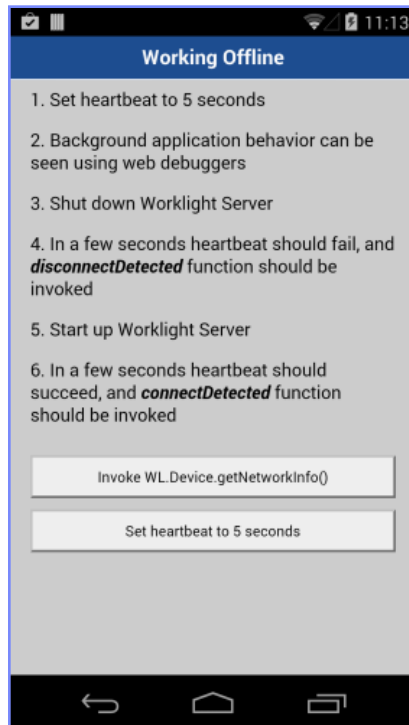 11:13
Working Offline
1. Set heartbeat to 5 seconds
2. Background application behavior can be
seen using web debuggers
3. Shut down Worklight Server
4. In a few seconds heartbeat should fail, and
disconnectDetected function should be
invoked
5. Start up Worklight Server
6. In a few seconds heartbeat should
succeed, and connectDetected function
should be invoked
Invoke WL.Device.getNetworkInfo()
Set heartbeat to 5 seconds